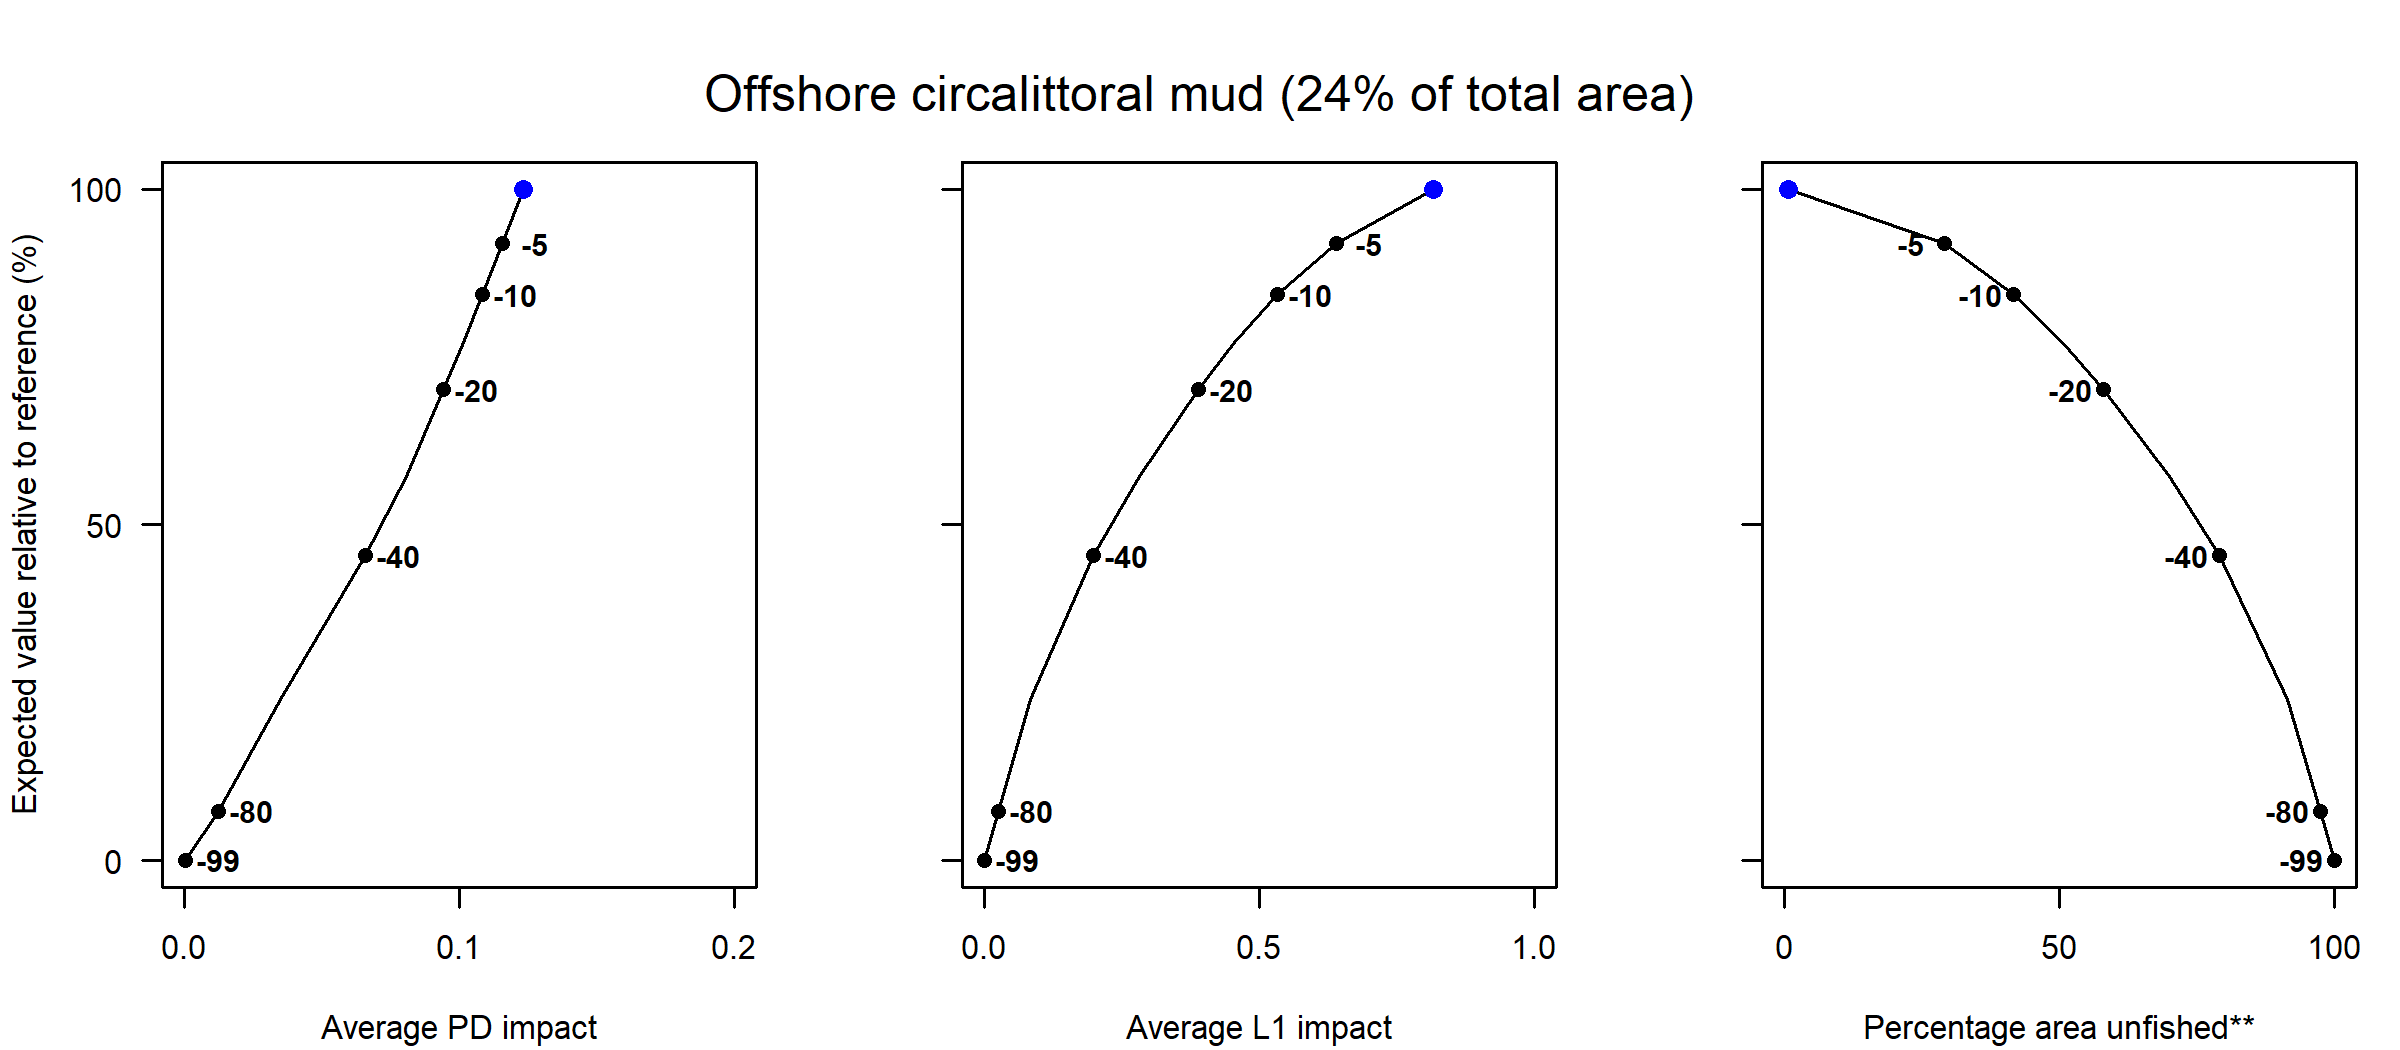 Offshore circalittoral mud (24% of total area)
Expected value relative to reference (%)
100
50
0
-5
-10
-20
-40
-80
-99
0.0 0.1 0.2
Average PD impact
-5
-10
-20
-40
-80
-99
0.0 0.5 1.0
Average L1 impact
-5
-10
-20
-40
-80
-99
0 50 100
Percentage area unfished**